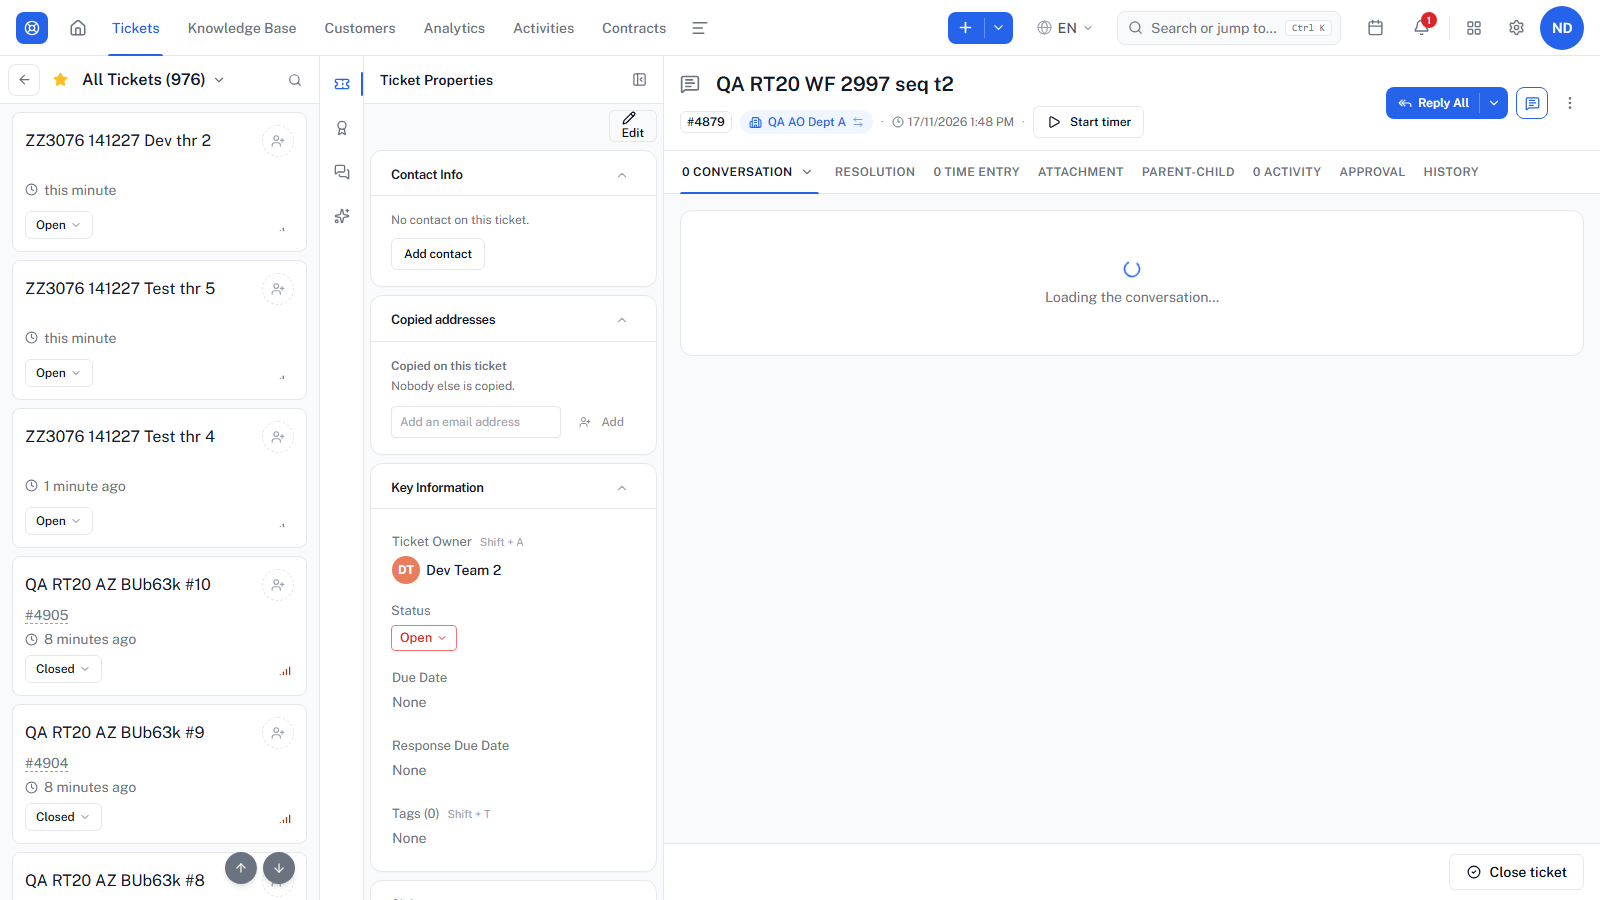 Tickets
Knowledge Base
Customers
Analytics
Activities
Contracts
EN
Search or jump to...
Ctrl K
1
ND
All Tickets (976)
ZZ3076 141227 Dev thr 2
this minute
Open
ZZ3076 141227 Test thr 5
this minute
Open
ZZ3076 141227 Test thr 4
1 minute ago
Open
QA RT20 AZ BUb63k #10
#4905
8 minutes ago
Closed
QA RT20 AZ BUb63k #9
#4904
8 minutes ago
Closed
QA RT20 AZ BUb63k #8
Ticket Properties
Edit
Contact Info
No contact on this ticket.
Add contact
Copied addresses
Copied on this ticket
Nobody else is copied.
Add an email address
Add
Key Information
Ticket Owner Shift + A
DT Dev Team 2
Status
Open
Due Date
None
Response Due Date
None
Tags (0) Shift + T
None
QA RT20 WF 2997 seq t2
#4879
QA AO Dept A
· 17/11/2026 1:48 PM ·
Start timer
Reply All
0 CONVERSATION
RESOLUTION
0 TIME ENTRY
ATTACHMENT
PARENT-CHILD
0 ACTIVITY
APPROVAL
HISTORY
Loading the conversation...
Close ticket